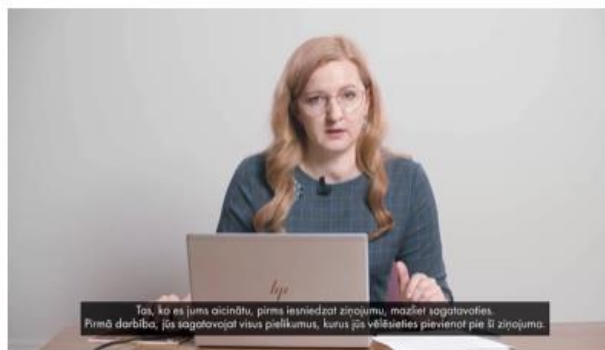 hp
Tas, ko es jums aicinātu, pirms iesniedzat ziņojumu, mazliet sagatavoties.
Pirmā darbība, jūs sagatavojat visus pielikumus, kurus jūs vēlēsieties pievienot pie šī ziņojuma.